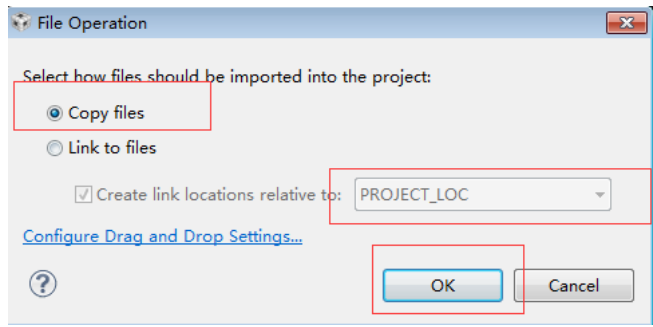 File Operation
Select how files should be imported into the project:
Copy files
Link to files
Create link locations relative to: PROJECT_LOC
Configure Drag and Drop Settings...
? OK Cancel